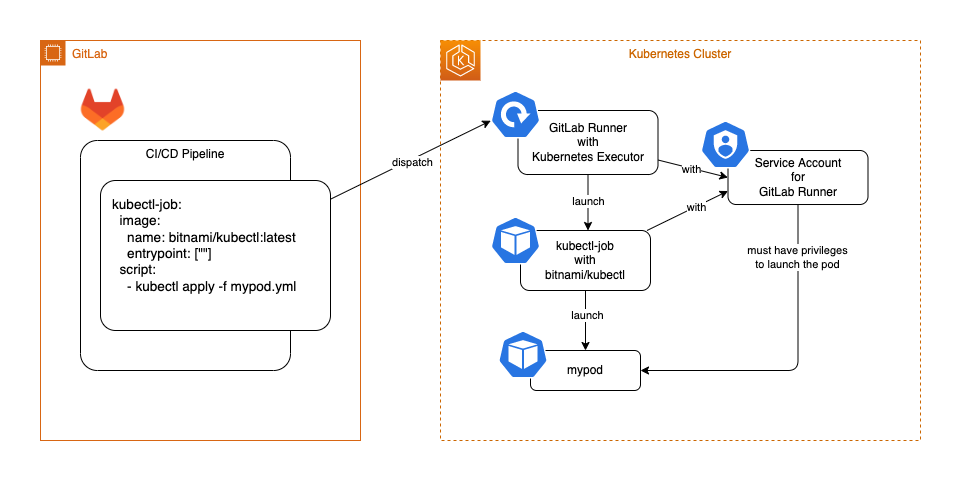 GitLab
CI/CD Pipeline
kubectl-job:
image:
name: bitnami/kubectl:latest
entrypoint: [""]
script:
- kubectl apply -f mypod.yml
dispatch
Kubernetes Cluster
K
GitLab Runner
with
Kubernetes Executor
with
Service Account
for
GitLab Runner
launch
with
kubectl-job
with
bitnami/kubectl
must have privileges
to launch the pod
launch
mypod